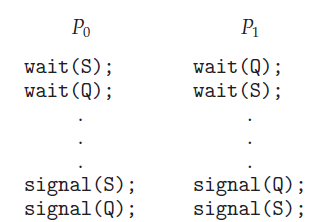 P0 P1
wait(S); wait(Q);
wait(Q); wait(S);
. .
. .
. .
signal(S); signal(Q);
signal(Q); signal(S);